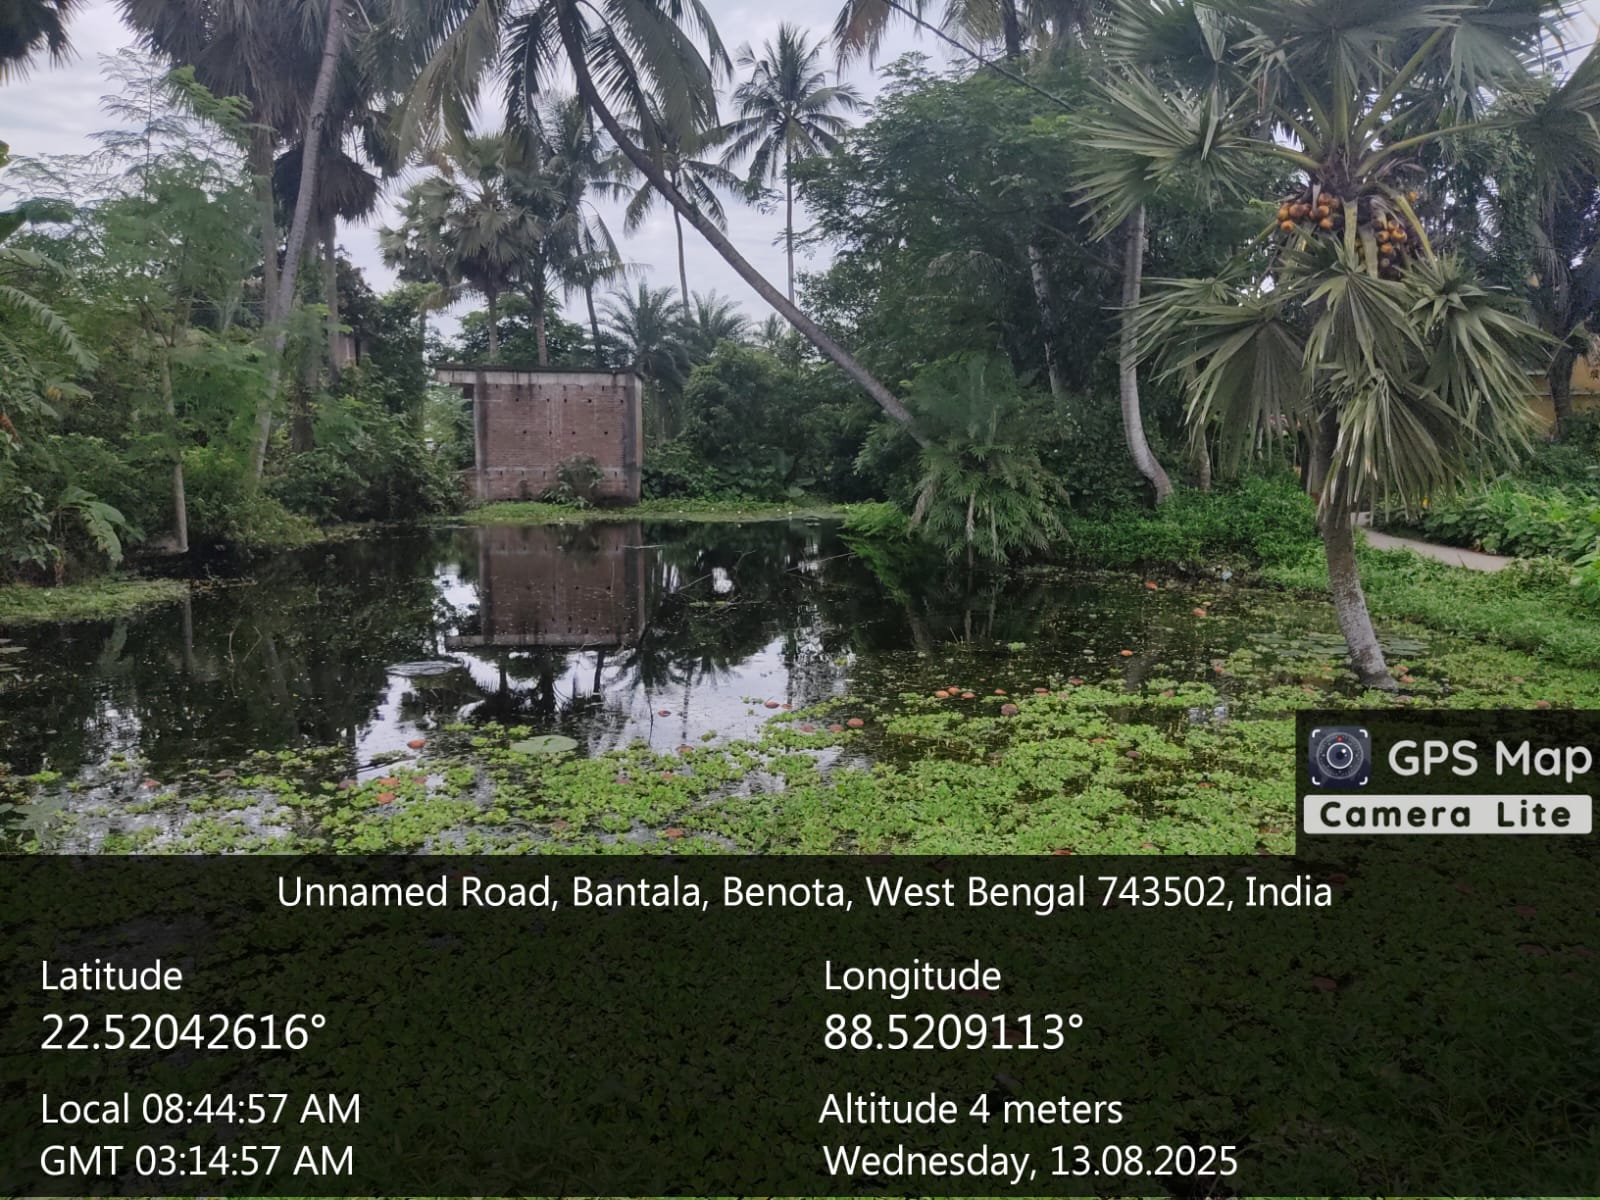 GPS Map
Camera Lite
Unnamed Road, Bantala, Benota, West Bengal 743502, India
Latitude
22.52042616°
Longitude
88.5209113°
Local 08:44:57 AM
GMT 03:14:57 AM
Altitude 4 meters
Wednesday, 13.08.2025